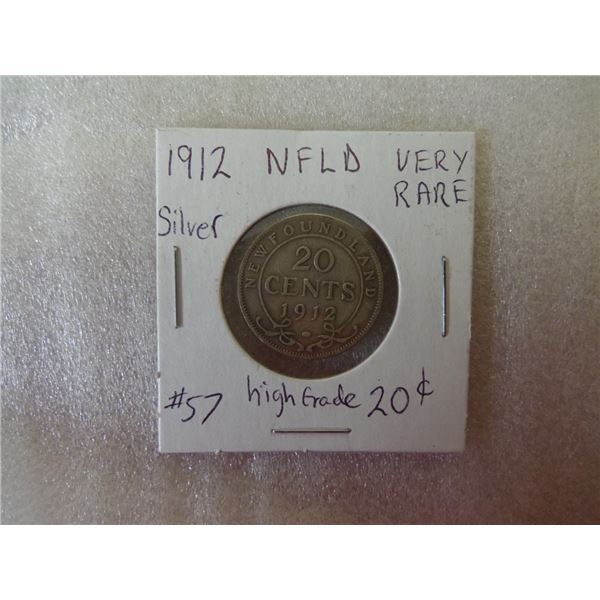 1912 NFLD VERY
RARE
Silver
NEWFOUNDLAND
20
CENTS
1912
#57 high Grade 20¢